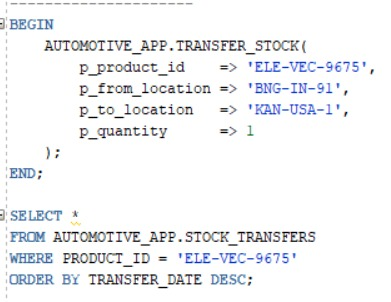 BEGIN
    AUTOMOTIVE_APP.TRANSFER_STOCK(
        p_product_id    => 'ELE-VEC-9675',
        p_from_location => 'BNG-IN-91',
        p_to_location   => 'KAN-USA-1',
        p_quantity      => 1
    );
END;

SELECT *
FROM AUTOMOTIVE_APP.STOCK_TRANSFERS
WHERE PRODUCT_ID = 'ELE-VEC-9675'
ORDER BY TRANSFER_DATE DESC;